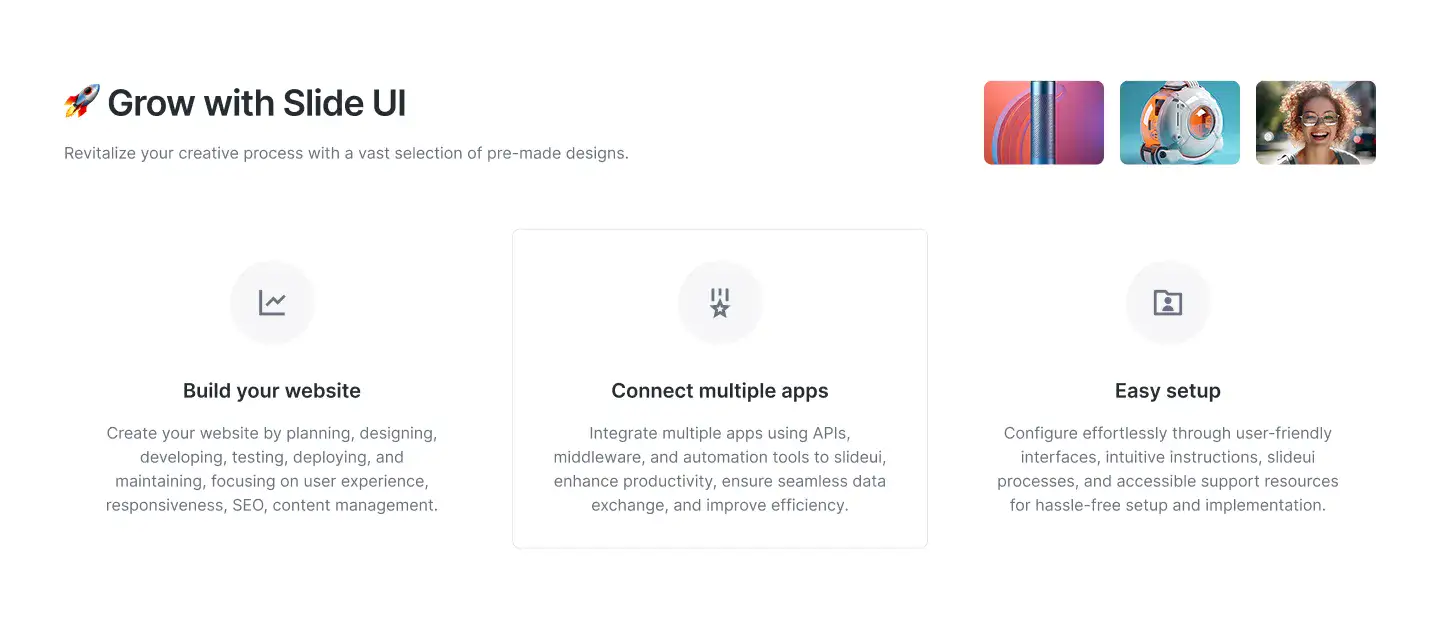 🚀 Grow with Slide UI
Revitalize your creative process with a vast selection of pre-made designs.
Build your website
Create your website by planning, designing,
developing, testing, deploying, and
maintaining, focusing on user experience,
responsiveness, SEO, content management.
Connect multiple apps
Integrate multiple apps using APIs,
middleware, and automation tools to slideui,
enhance productivity, ensure seamless data
exchange, and improve efficiency.
Easy setup
Configure effortlessly through user-friendly
interfaces, intuitive instructions, slideui
processes, and accessible support resources
for hassle-free setup and implementation.